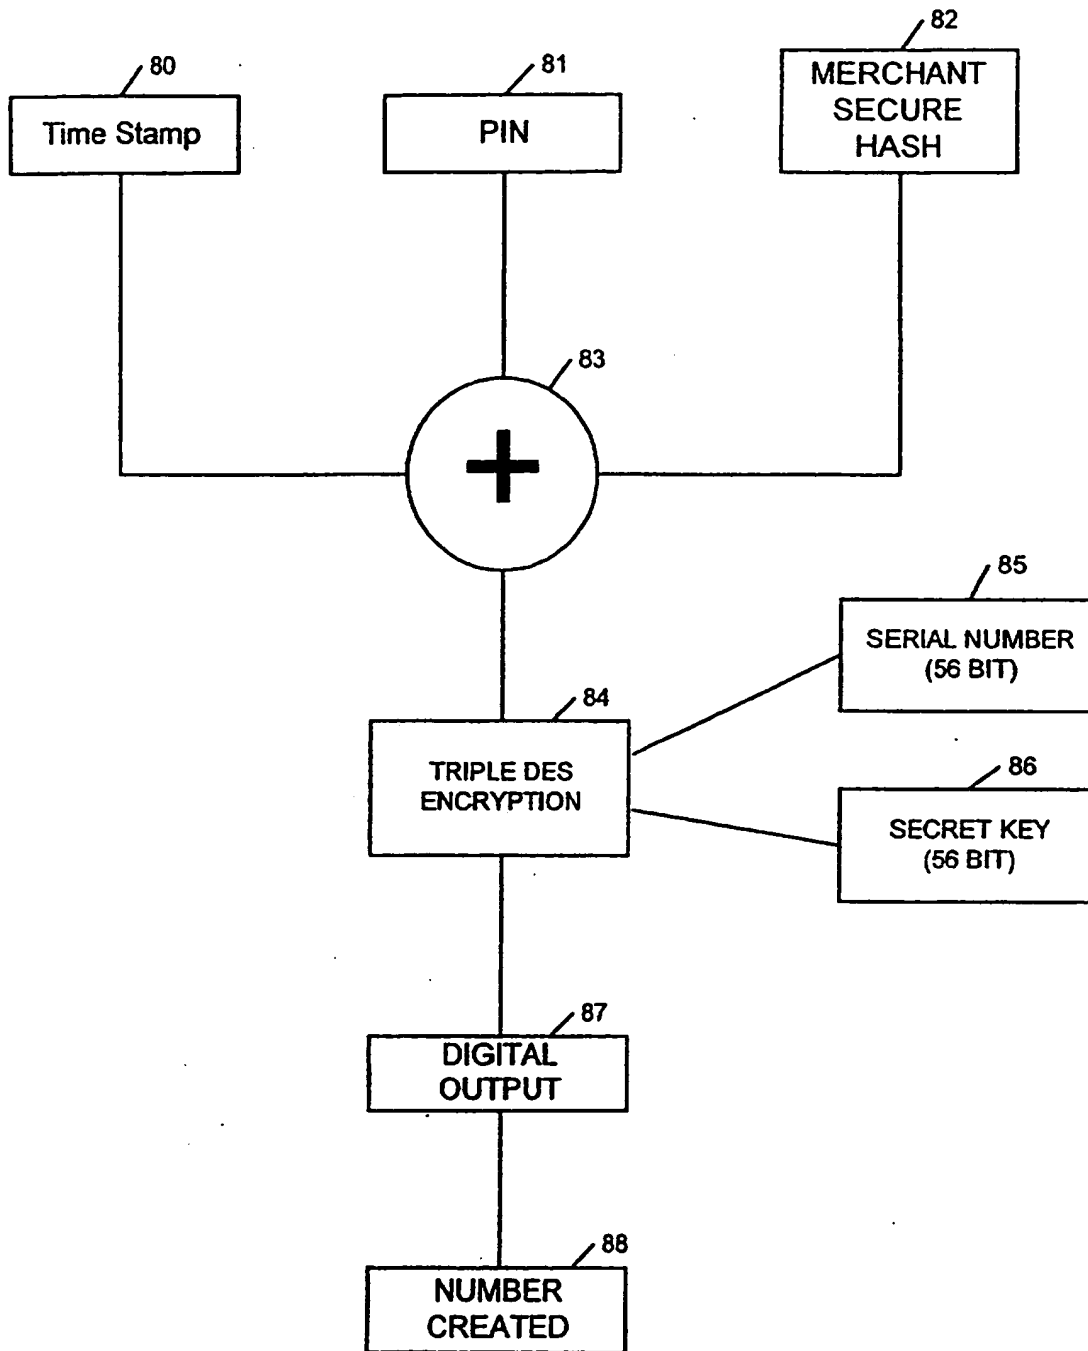 80
Time Stamp
81
PIN
82
MERCHANT
SECURE
HASH
83
+
84
TRIPLE DES
ENCRYPTION
85
SERIAL NUMBER
(56 BIT)
86
SECRET KEY
(56 BIT)
87
DIGITAL
OUTPUT
88
NUMBER
CREATED